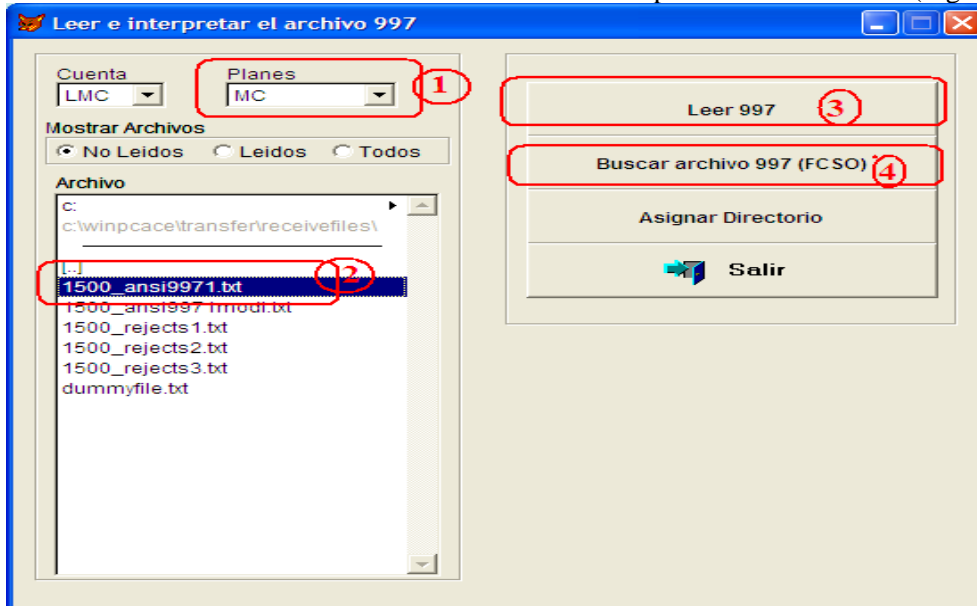 Leer e interpretar el archivo 997
Cuenta
Planes
LMC
MC
1
Mostrar Archivos
No Leidos
Leidos
Todos
Archivo
c:
c:\winpcace\transfer\receivefiles\
[..]
2
1500_ansi9971.txt
1500_ansi9971modi.txt
1500_rejects1.txt
1500_rejects2.txt
1500_rejects3.txt
dummyfile.txt
Leer 997
3
Buscar archivo 997 (FCSO)
4
Asignar Directorio
Salir